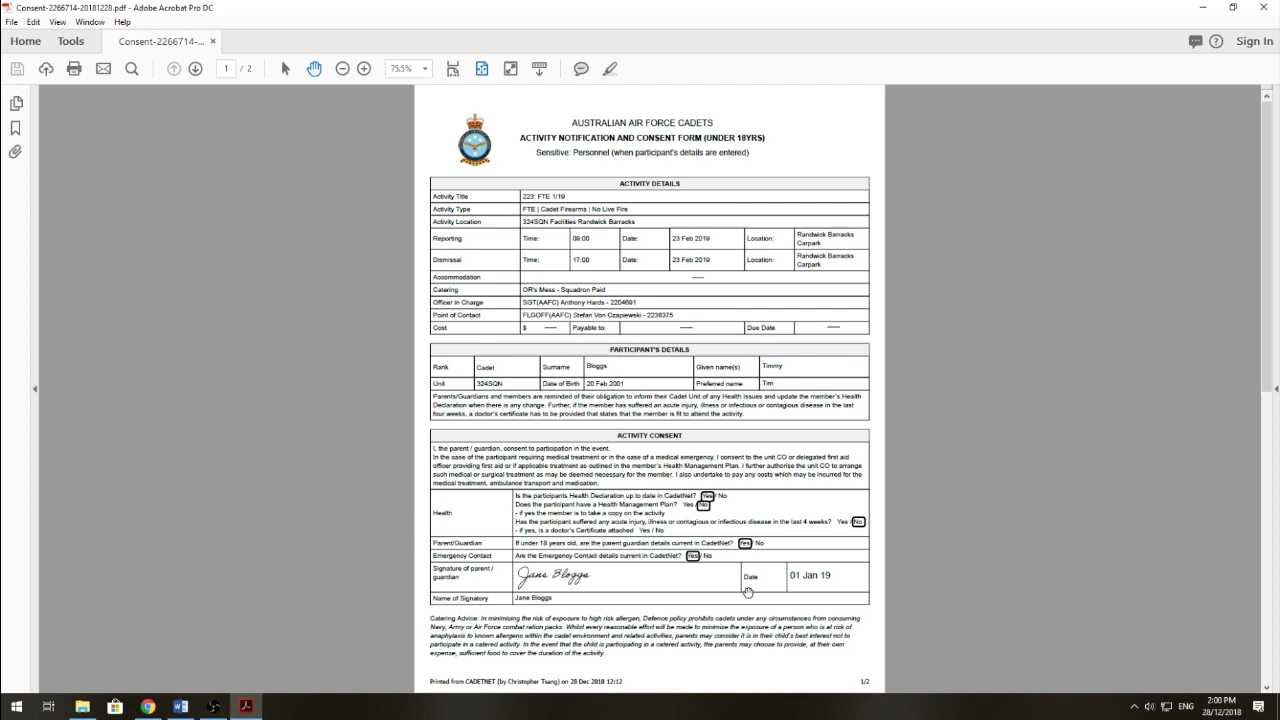 Consent-2266714-20181228.pdf - Adobe Acrobat Pro DC
File Edit View Window Help
Home Tools Consent-2266714-... × Sign In
1 / 2 75.5%
AUSTRALIAN AIR FORCE CADETS
ACTIVITY NOTIFICATION AND CONSENT FORM (UNDER 18YRS)
Sensitive: Personnel (when participant's details are entered)
ACTIVITY DETAILS
Activity Title 223: FTE 1/19
Activity Type FTE | Cadet Firearms | No Live Fire
Activity Location 324SQN Facilities Randwick Barracks
Reporting Time: 09:00 Date: 23 Feb 2019 Location: Randwick Barracks
Carpark
Dismissal Time: 17:00 Date: 23 Feb 2019 Location: Randwick Barracks
Carpark
Accommodation —
Catering OR's Mess - Squadron Paid
Officer in Charge SGT(AAFC) Anthony Hards - 2204691
Point of Contact FLGOFF(AAFC) Stefan Von Czapiewski - 2238375
Cost $ — Payable to: — Due Date —
PARTICIPANT'S DETAILS
Rank Cadet Surname Bloggs Given name(s) Timmy
Unit 324SQN Date of Birth 20 Feb 2001 Preferred name Tim
Parents/Guardians and members are reminded of their obligation to inform their Cadet Unit of any Health issues and update the member's Health
Declaration when there is any change. Further, if the member has suffered an acute injury, illness or infectious or contagious disease in the last
four weeks, a doctor's certificate has to be provided that states that the member is fit to attend the activity.
ACTIVITY CONSENT
I, the parent / guardian, consent to participation in the event.
In the case of the participant requiring medical treatment or in the case of a medical emergency, I consent to the unit CO or delegated first aid
officer providing first aid or if applicable treatment as outlined in the member's Health Management Plan. I further authorise the unit CO to arrange
such medical or surgical treatment as may be deemed necessary for the member. I also undertake to pay any costs which may be incurred for the
medical treatment, ambulance transport and medication.
Health
Is the participants Health Declaration up to date in CadetNet? Yes / No
Does the participant have a Health Management Plan? Yes / No
- if yes the member is to take a copy on the activity
Has the participant suffered any acute injury, illness or contagious or infectious disease in the last 4 weeks? Yes / No
- if yes, is a doctor's Certificate attached Yes / No
Parent/Guardian If under 18 years old, are the parent guardian details current in CadetNet? Yes / No
Emergency Contact Are the Emergency Contact details current in CadetNet? Yes / No
Signature of parent /
guardian Jane Bloggs Date 01 Jan 19
Name of Signatory Jane Bloggs
Catering Advice: In minimising the risk of exposure to high risk allergen, Defence policy prohibits cadets under any circumstances from consuming
Navy, Army or Air Force combat ration packs. Whilst every reasonable effort will be made to minimise the exposure of a person who is at risk of
anaphylaxis to known allergens within the cadet environment and related activities, parents may consider it is in their child's best interest not to
participate in a catered activity. In the event that the child is participating in a catered activity, the parents may choose to provide, at their own
expense, sufficient food to cover the duration of the activity.
Printed from CADETNET (by Christopher Tsang) on 28 Dec 2018 12:12 1/2
ENG 2:00 PM
28/12/2018